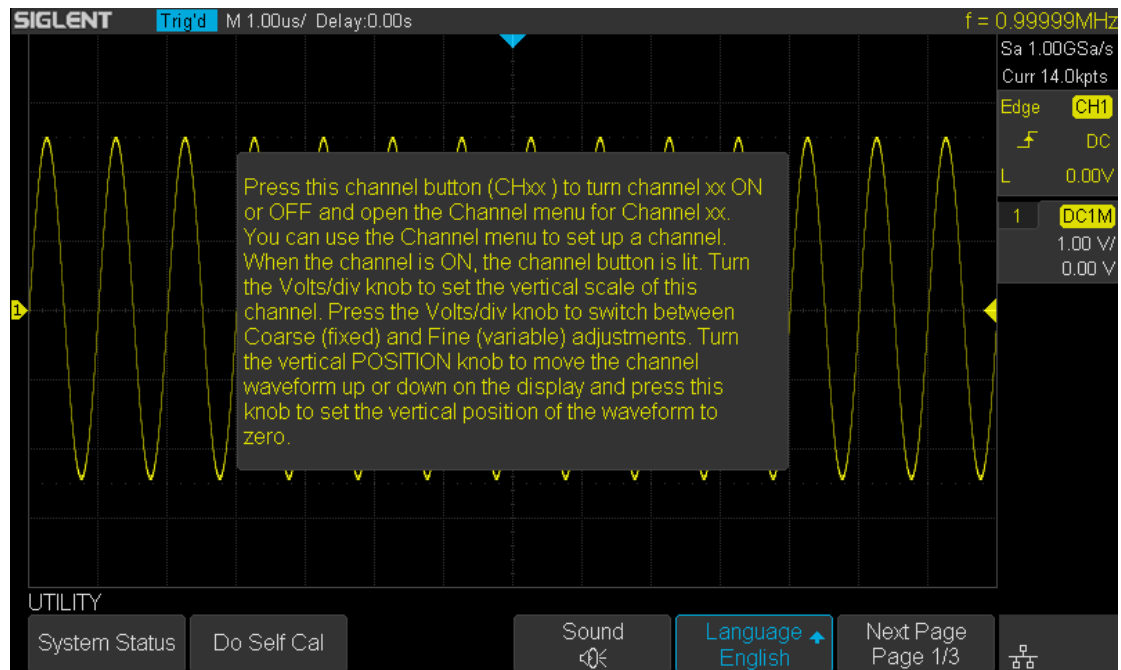 SIGLENT Trig'd M 1.00us/ Delay:0.00s f = 0.99999MHz
Sa 1.00GSa/s
Curr 14.0kpts
Edge CH1
DC
L 0.00V
1 DC1M
1.00 V/
0.00 V
Press this channel button (CHxx ) to turn channel xx ON
or OFF and open the Channel menu for Channel xx.
You can use the Channel menu to set up a channel.
When the channel is ON, the channel button is lit. Turn
the Volts/div knob to set the vertical scale of this
channel. Press the Volts/div knob to switch between
Coarse (fixed) and Fine (variable) adjustments. Turn
the vertical POSITION knob to move the channel
waveform up or down on the display and press this
knob to set the vertical position of the waveform to
zero.
1
UTILITY
System Status
Do Self Cal
Sound
Language
English
Next Page
Page 1/3